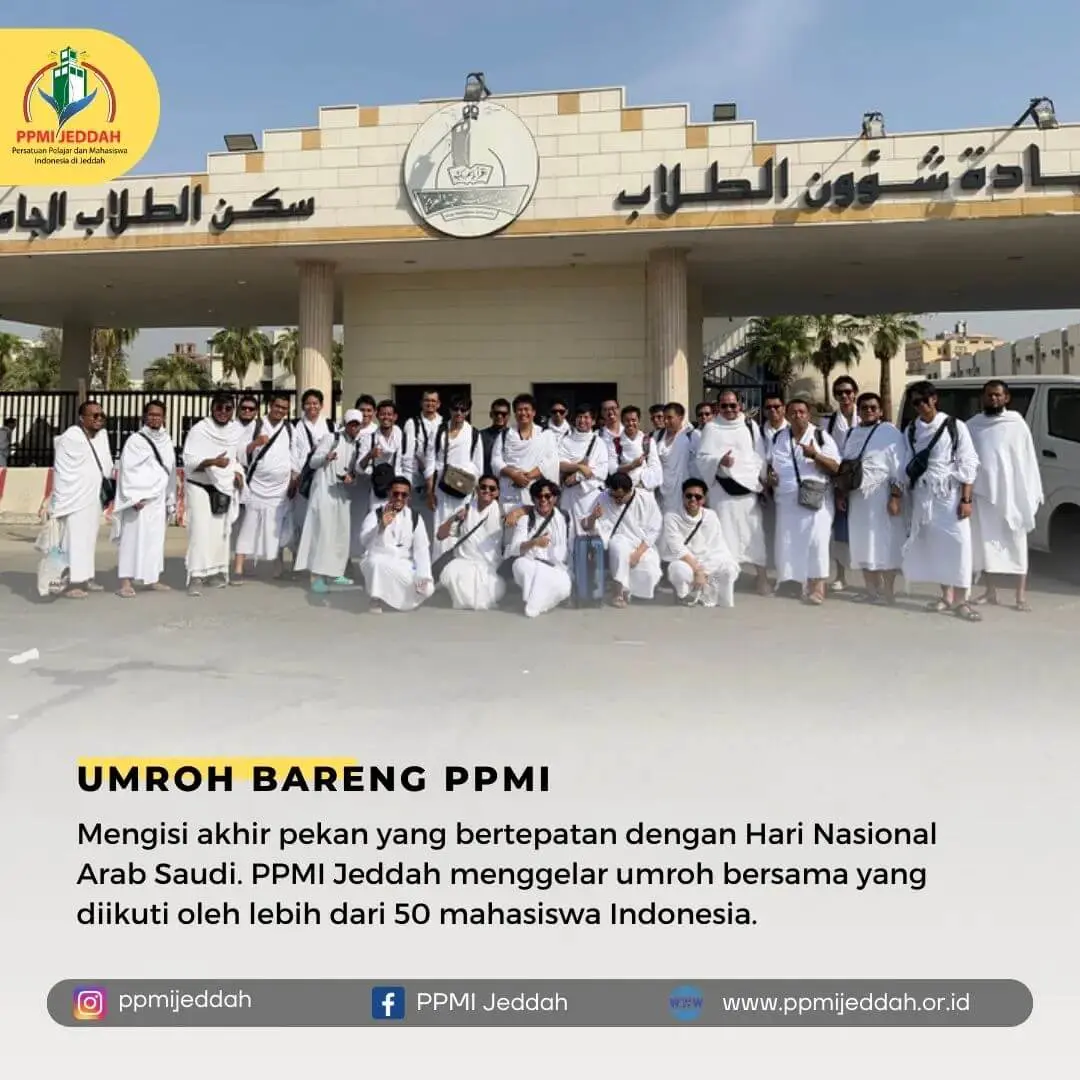 PPMI JEDDAH
Persatuan Pelajar dan Mahasiswa
Indonesia di Jeddah
سكن الطلاب
ـادة شؤون الطلاب
UMROH BARENG PPMI
Mengisi akhir pekan yang bertepatan dengan Hari Nasional
Arab Saudi. PPMI Jeddah menggelar umroh bersama yang
diikuti oleh lebih dari 50 mahasiswa Indonesia.
ppmijeddah
PPMI Jeddah
www.ppmijeddah.or.id